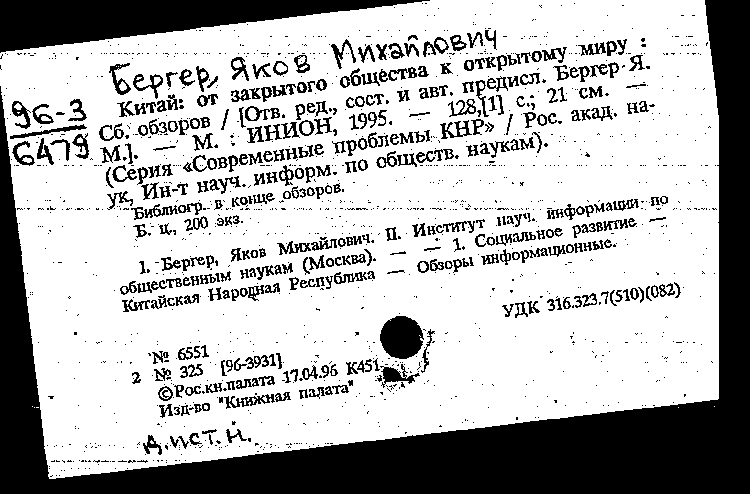 Бергер, Яков Михайлович
96-3
6479
Китай: от закрытого общества к открытому миру :
Сб. обзоров / [Отв. ред., сост. и авт. предисл. Бергер Я.
М.]. — М. : ИНИОН, 1995. — 128,[1] с.; 21 см. —
(Серия «Современные проблемы КНР» / Рос. акад. на-
ук, Ин-т науч. информ. по обществ. наукам).
Библиогр. в конце обзоров.
Б. ц., 200 экз.
1. Бергер, Яков Михайлович. II. Институт науч. информации по
общественным наукам (Москва). — — 1. Социальное развитие —
Китайская Народная Республика — Обзоры информационные.
УДК 316.323.7(510)(082)
№ 6551
2 № 325 [96-3931]
©Рос.кн.палата 17.04.96 К451
Изд-во "Книжная палата"
д.ист.н.